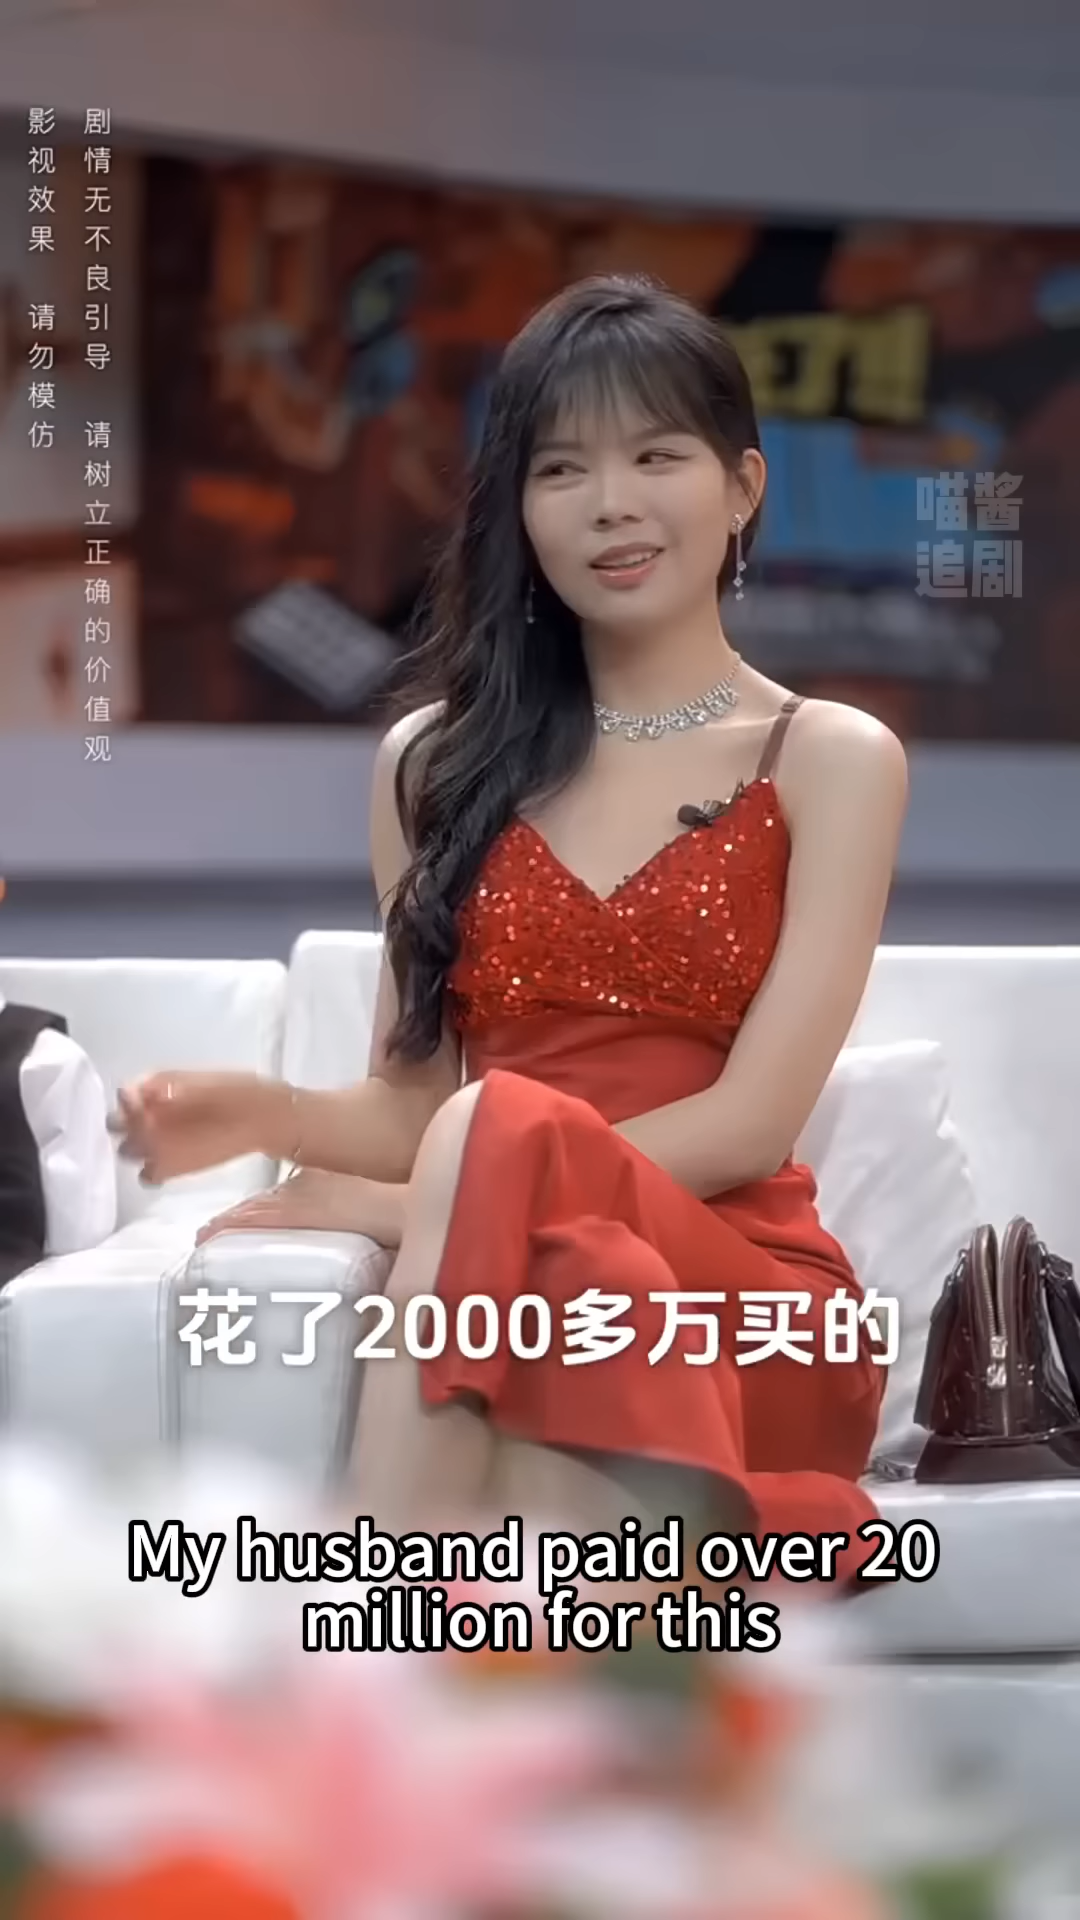 影视效果 请勿模仿
剧情无不良引导 请树立正确的价值观
喵酱
追剧
花了2000多万买的
My husband paid over 20
million for this